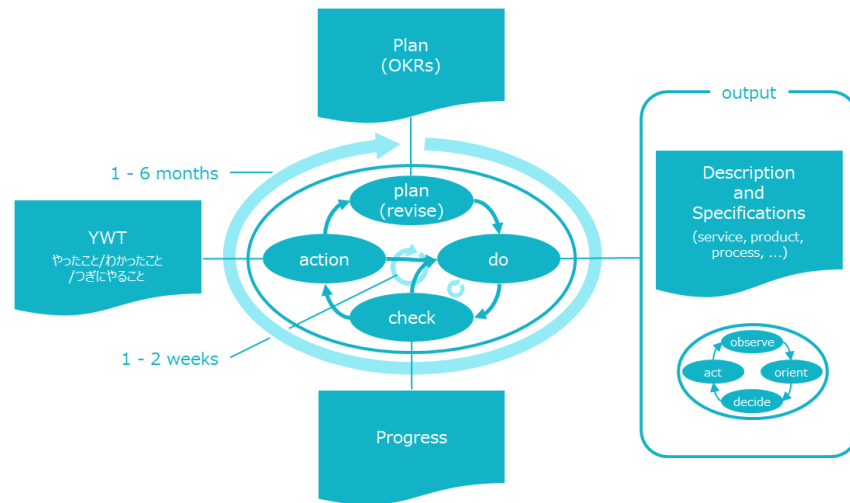 Plan
(OKRs)
output
1 - 6 months
plan
(revise)
Description
and
Specifications
(service, product,
process, ...)
YWT
やったこと/わかったこと
/つぎにやること
action
do
check
observe
act
orient
decide
1 - 2 weeks
Progress